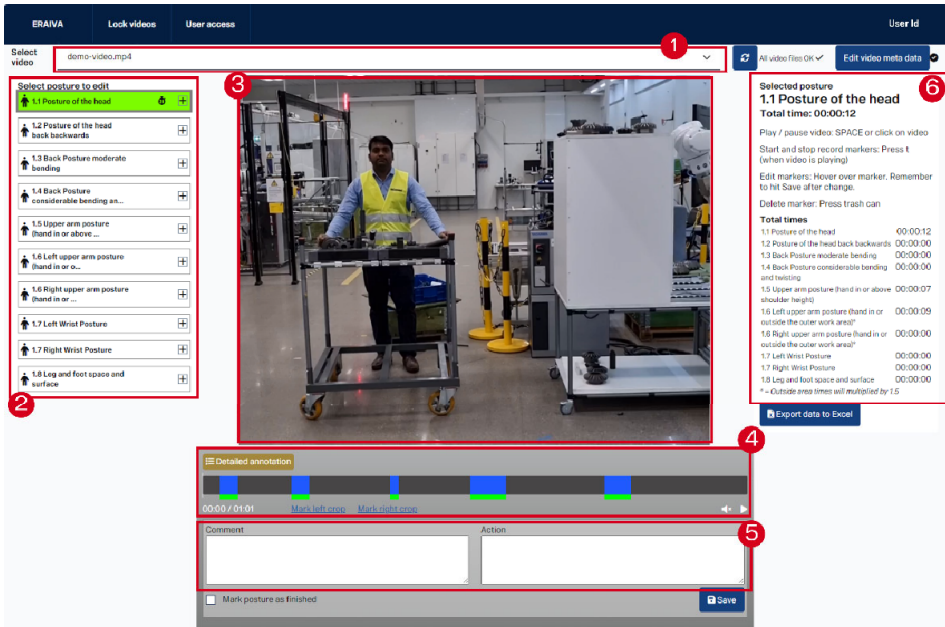 ERAIVA Lock videos User access User Id
Select
video
demo-video.mp4
1
All video files OK
Edit video meta data
Select posture to edit
1.1 Posture of the head
1.2 Posture of the head
back backwards
1.3 Back Posture moderate
bending
1.4 Back Posture
considerable bending an...
1.5 Upper arm posture
(hand in or above ...
1.6 Left upper arm posture
(hand in or o...
1.6 Right upper arm posture
(hand in or ...
1.7 Left Wrist Posture
1.7 Right Wrist Posture
1.8 Leg and foot space and
surface
2
3
6
Selected posture
1.1 Posture of the head
Total time: 00:00:12
Play / pause video: SPACE or click on video
Start and stop record markers: Press t
(when video is playing)
Edit markers: Hover over marker. Remember
to hit Save after change.
Delete marker: Press trash can
Total times
1.1 Posture of the head 00:00:12
1.2 Posture of the head back backwards 00:00:00
1.3 Back Posture moderate bending 00:00:00
1.4 Back Posture considerable bending 00:00:00
and twisting
1.5 Upper arm posture (hand in or above 00:00:07
shoulder height)
1.6 Left upper arm posture (hand in or 00:00:09
outside the outer work area)*
1.6 Right upper arm posture (hand in or 00:00:00
outside the outer work area)*
1.7 Left Wrist Posture 00:00:00
1.7 Right Wrist Posture 00:00:00
1.8 Leg and foot space and surface 00:00:00
* = Outside area times will multiplied by 1.5
Export data to Excel
4
Detailed annotation
00:00 / 01:01 Mark left crop Mark right crop
5
Comment Action
Mark posture as finished
Save